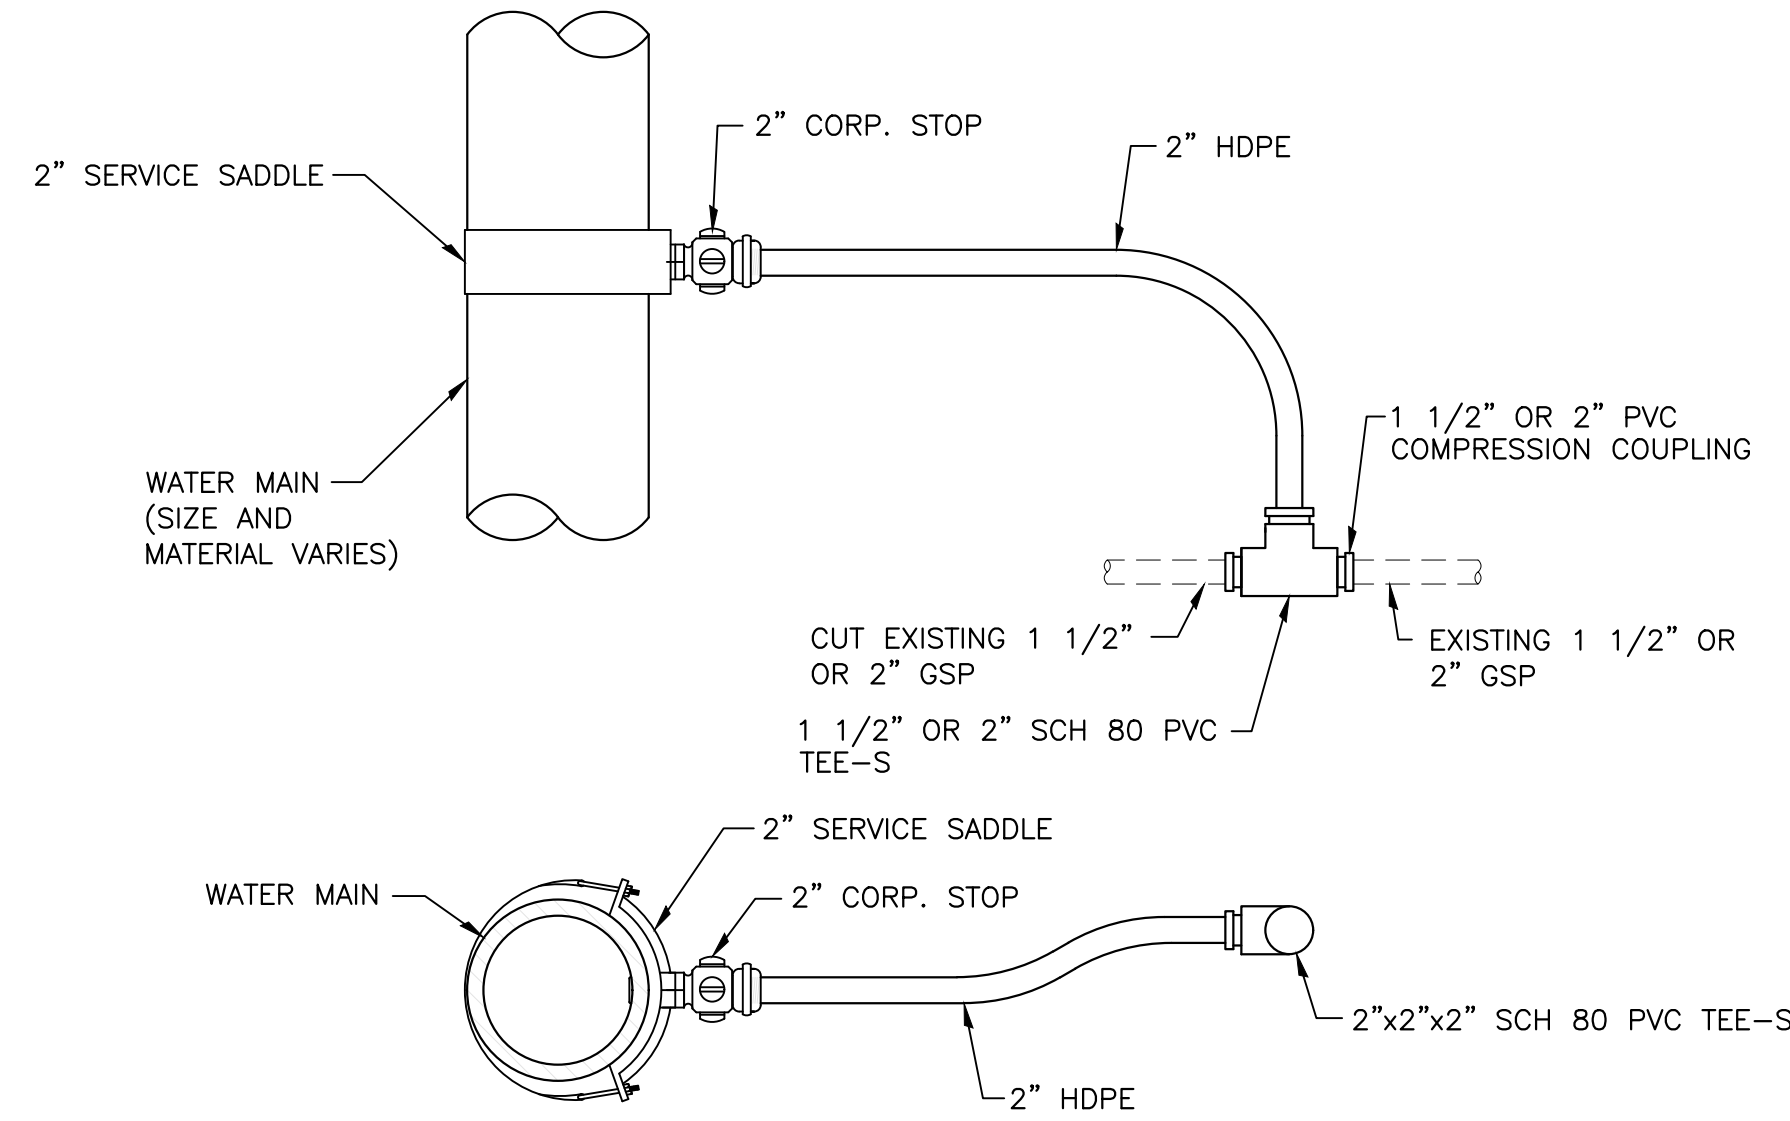 2” CORP. STOP
2” HDPE
2” SERVICE SADDLE
1 1/2” OR 2” PVC
COMPRESSION COUPLING
WATER MAIN
(SIZE AND
MATERIAL VARIES)
CUT EXISTING 1 1/2”
OR 2” GSP
EXISTING 1 1/2” OR
2” GSP
1 1/2” OR 2” SCH 80 PVC
TEE-S
2” SERVICE SADDLE
WATER MAIN
2” CORP. STOP
2”x2”x2” SCH 80 PVC TEE-S
2” HDPE